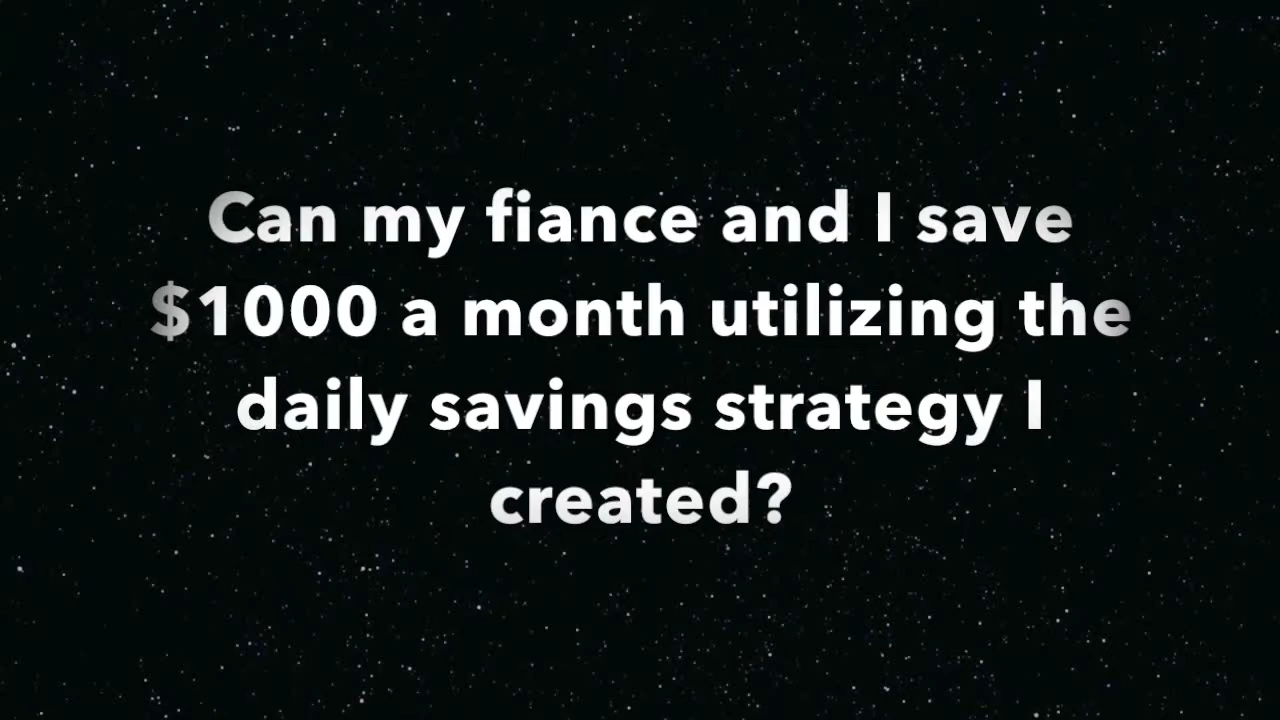 Can my fiance and I save
$1000 a month utilizing the
daily savings strategy I
created?